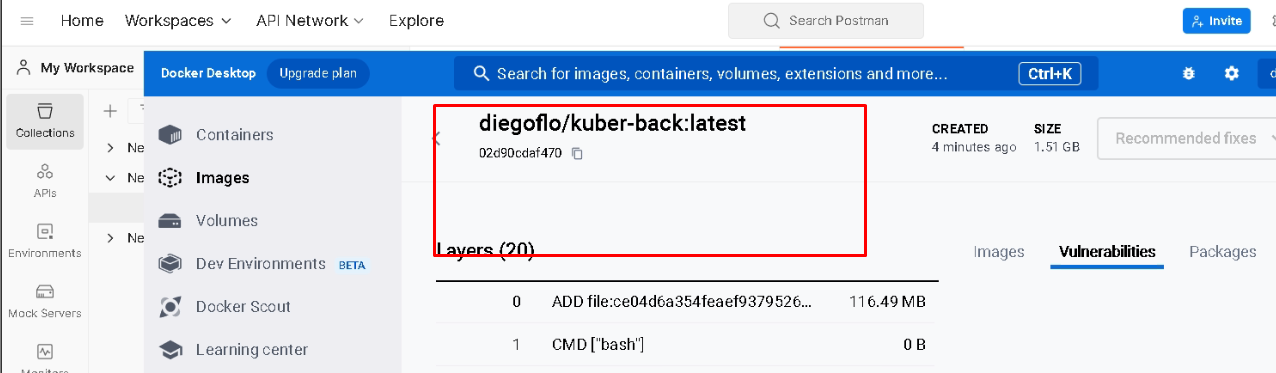 Home Workspaces API Network Explore Search Postman Invite
My Workspace
Docker Desktop Upgrade plan Search for images, containers, volumes, extensions and more... Ctrl+K
Collections
APIs
Environments
Mock Servers
Ne
Ne
Ne
Containers
Images
Volumes
Dev Environments BETA
Docker Scout
Learning center
diegoflo/kuber-back:latest
02d90cdaf470
CREATED
4 minutes ago
SIZE
1.51 GB
Recommended fixes
Layers (20)
Images Vulnerabilities Packages
0 ADD file:ce04d6a354feaef9379526... 116.49 MB
1 CMD ["bash"] 0 B